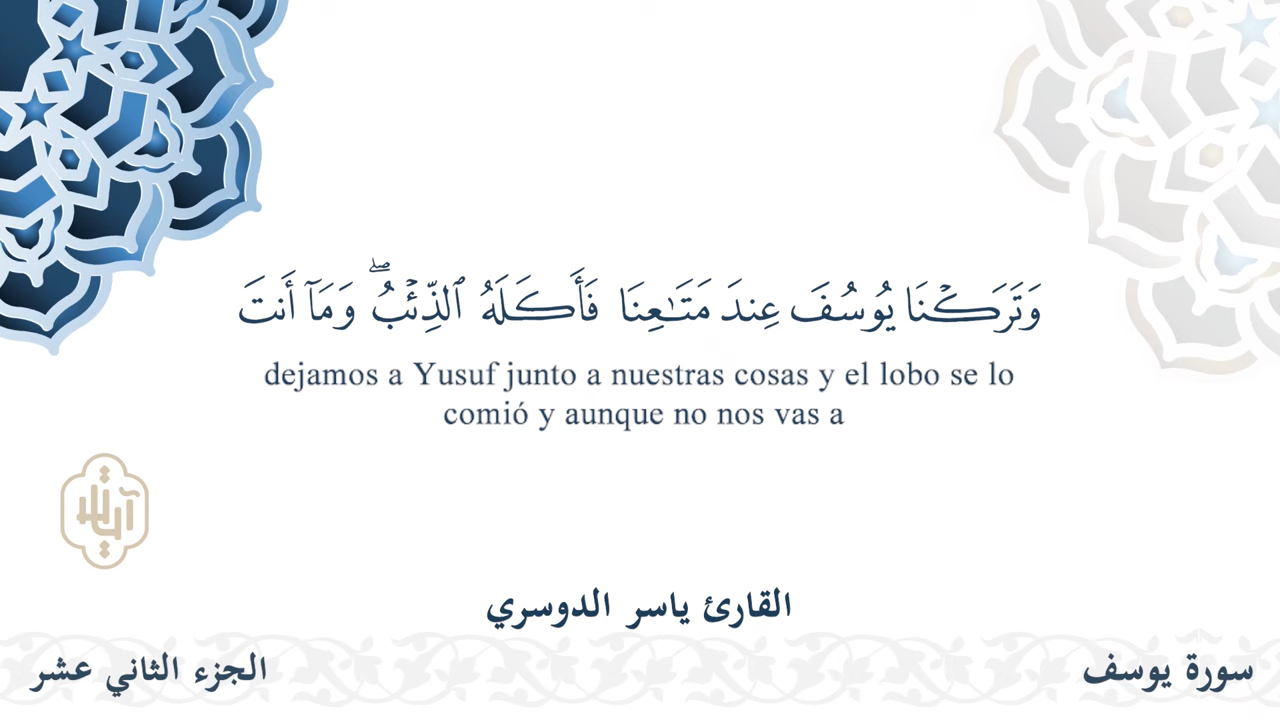 وَتَرَكۡنَا يُوسُفَ عِندَ مَتَٰعِنَا فَأَكَلَهُ ٱلذِّئۡبُۖ وَمَآ أَنتَ
dejamos a Yusuf junto a nuestras cosas y el lobo se lo
comió y aunque no nos vas a
القارئ ياسر الدوسري
سورة يوسف
الجزء الثاني عشر